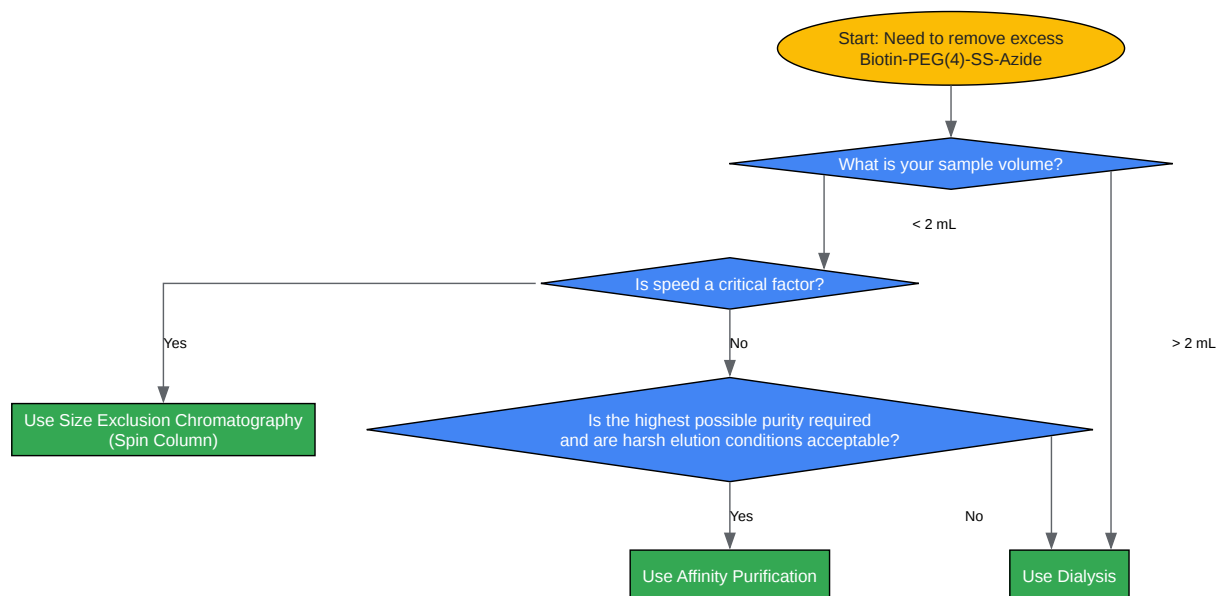 Start: Need to remove excess
Biotin-PEG(4)-SS-Azide
What is your sample volume?
< 2 mL
Is speed a critical factor?
Yes
No
> 2 mL
Use Size Exclusion Chromatography
(Spin Column)
Is the highest possible purity required
and are harsh elution conditions acceptable?
Yes
No
Use Affinity Purification
Use Dialysis